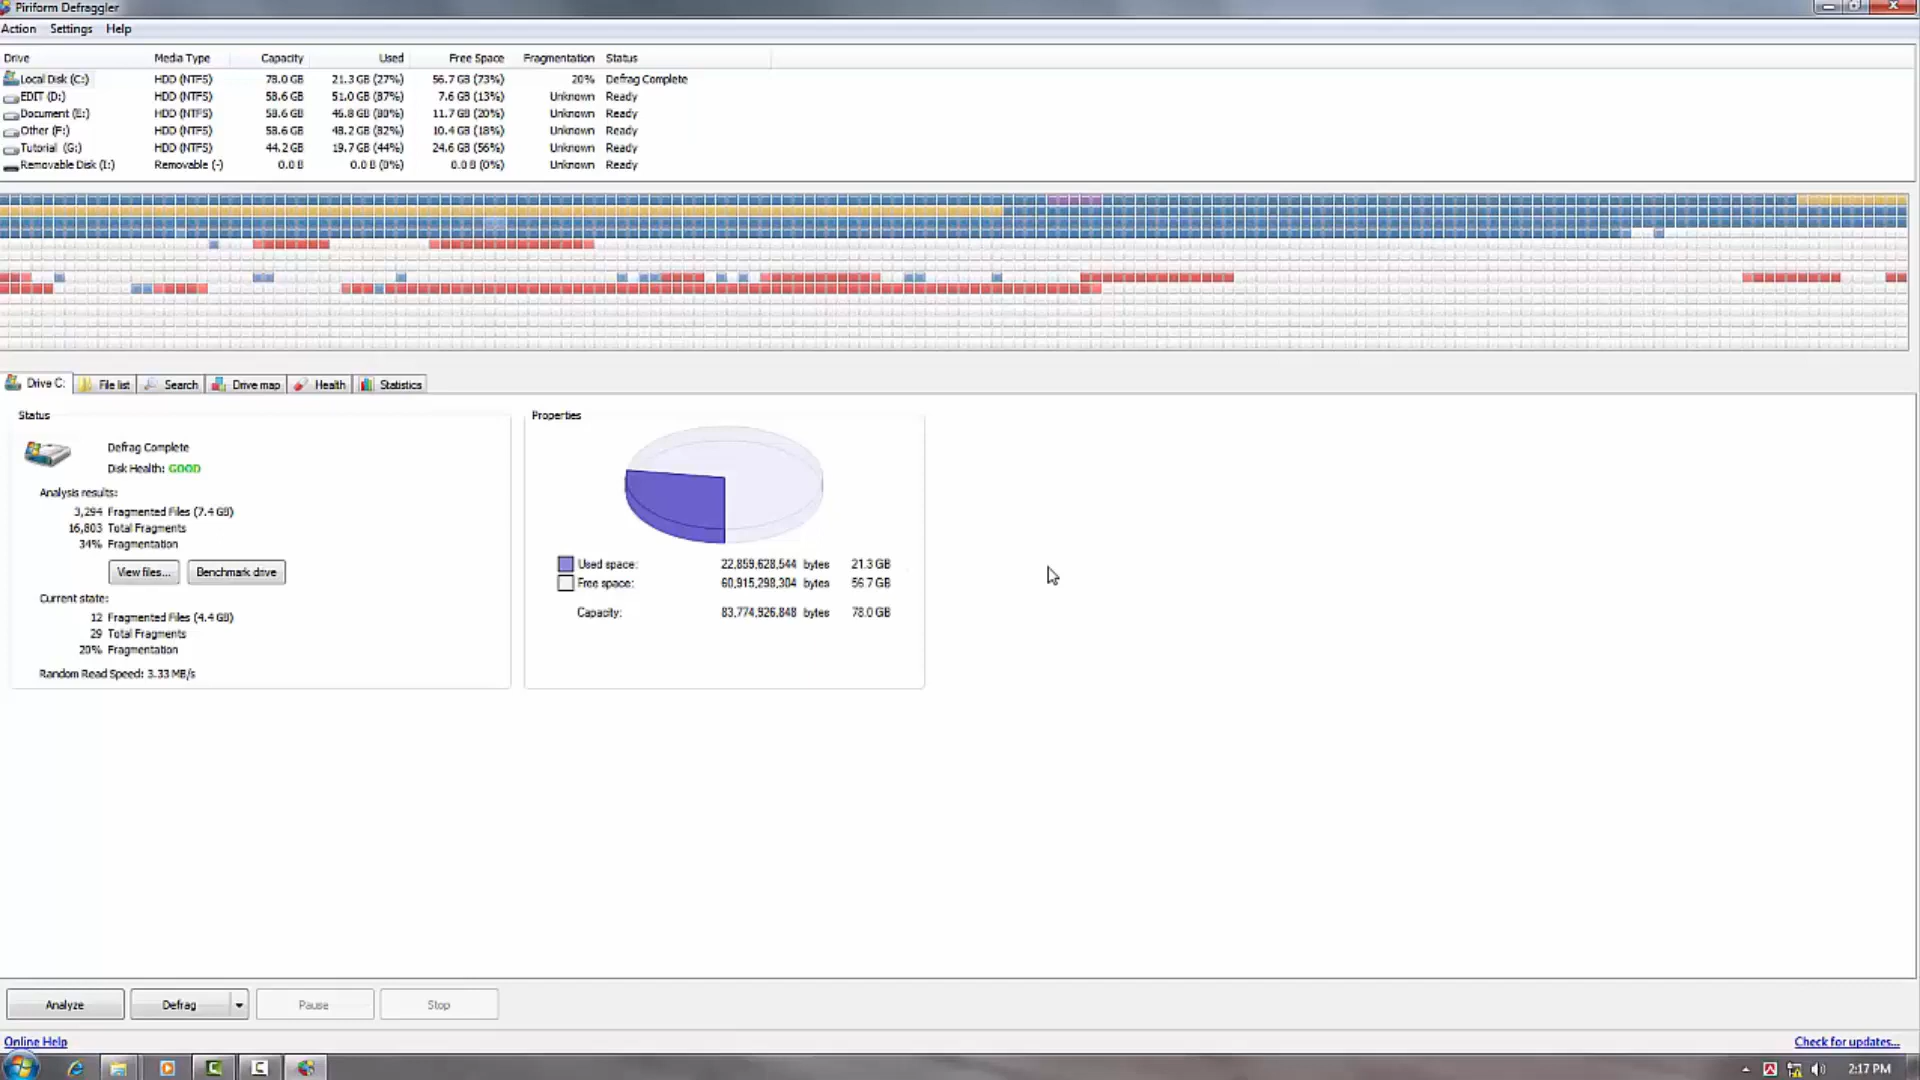 Piriform Defraggler
Action Settings Help
Drive Media Type Capacity Used Free Space Fragmentation Status
Local Disk (C:) HDD (NTFS) 78.0 GB 21.3 GB (27%) 56.7 GB (73%) 20% Defrag Complete
EDIT (D:) HDD (NTFS) 58.6 GB 51.0 GB (87%) 7.6 GB (13%) Unknown Ready
Document (E:) HDD (NTFS) 58.6 GB 46.8 GB (80%) 11.7 GB (20%) Unknown Ready
Other (F:) HDD (NTFS) 58.6 GB 48.2 GB (82%) 10.4 GB (18%) Unknown Ready
Tutorial (G:) HDD (NTFS) 44.2 GB 19.7 GB (44%) 24.6 GB (56%) Unknown Ready
Removable Disk (I:) Removable (-) 0.0 B 0.0 B (0%) 0.0 B (0%) Unknown Ready
Drive C: File list Search Drive map Health Statistics
Status
Defrag Complete
Disk Health: GOOD
Analysis results:
3,294 Fragmented Files (7.4 GB)
16,803 Total Fragments
34% Fragmentation
View files... Benchmark drive
Current state:
12 Fragmented Files (4.4 GB)
29 Total Fragments
20% Fragmentation
Random Read Speed: 3.33 MB/s
Properties
Used space: 22,859,628,544 bytes 21.3 GB
Free space: 60,915,298,304 bytes 56.7 GB
Capacity: 83,774,926,848 bytes 78.0 GB
Analyze Defrag Pause Stop
Online Help Check for updates...
2:17 PM